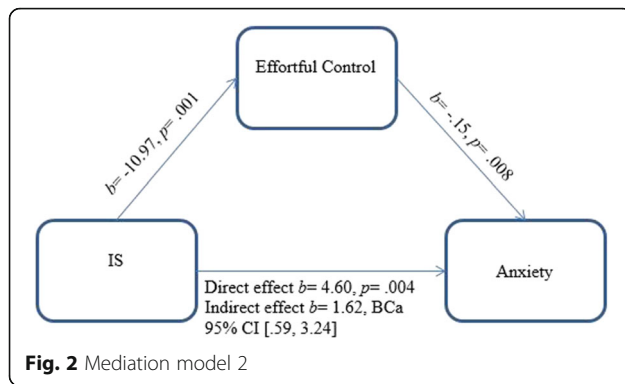 Effortful Control
b= -10.97, p= .001
b= -.15, p= .008
IS
Anxiety
Direct effect b= 4.60, p= .004
Indirect effect b= 1.62, BCa
95% CI [.59, 3.24]
Fig. 2 Mediation model 2